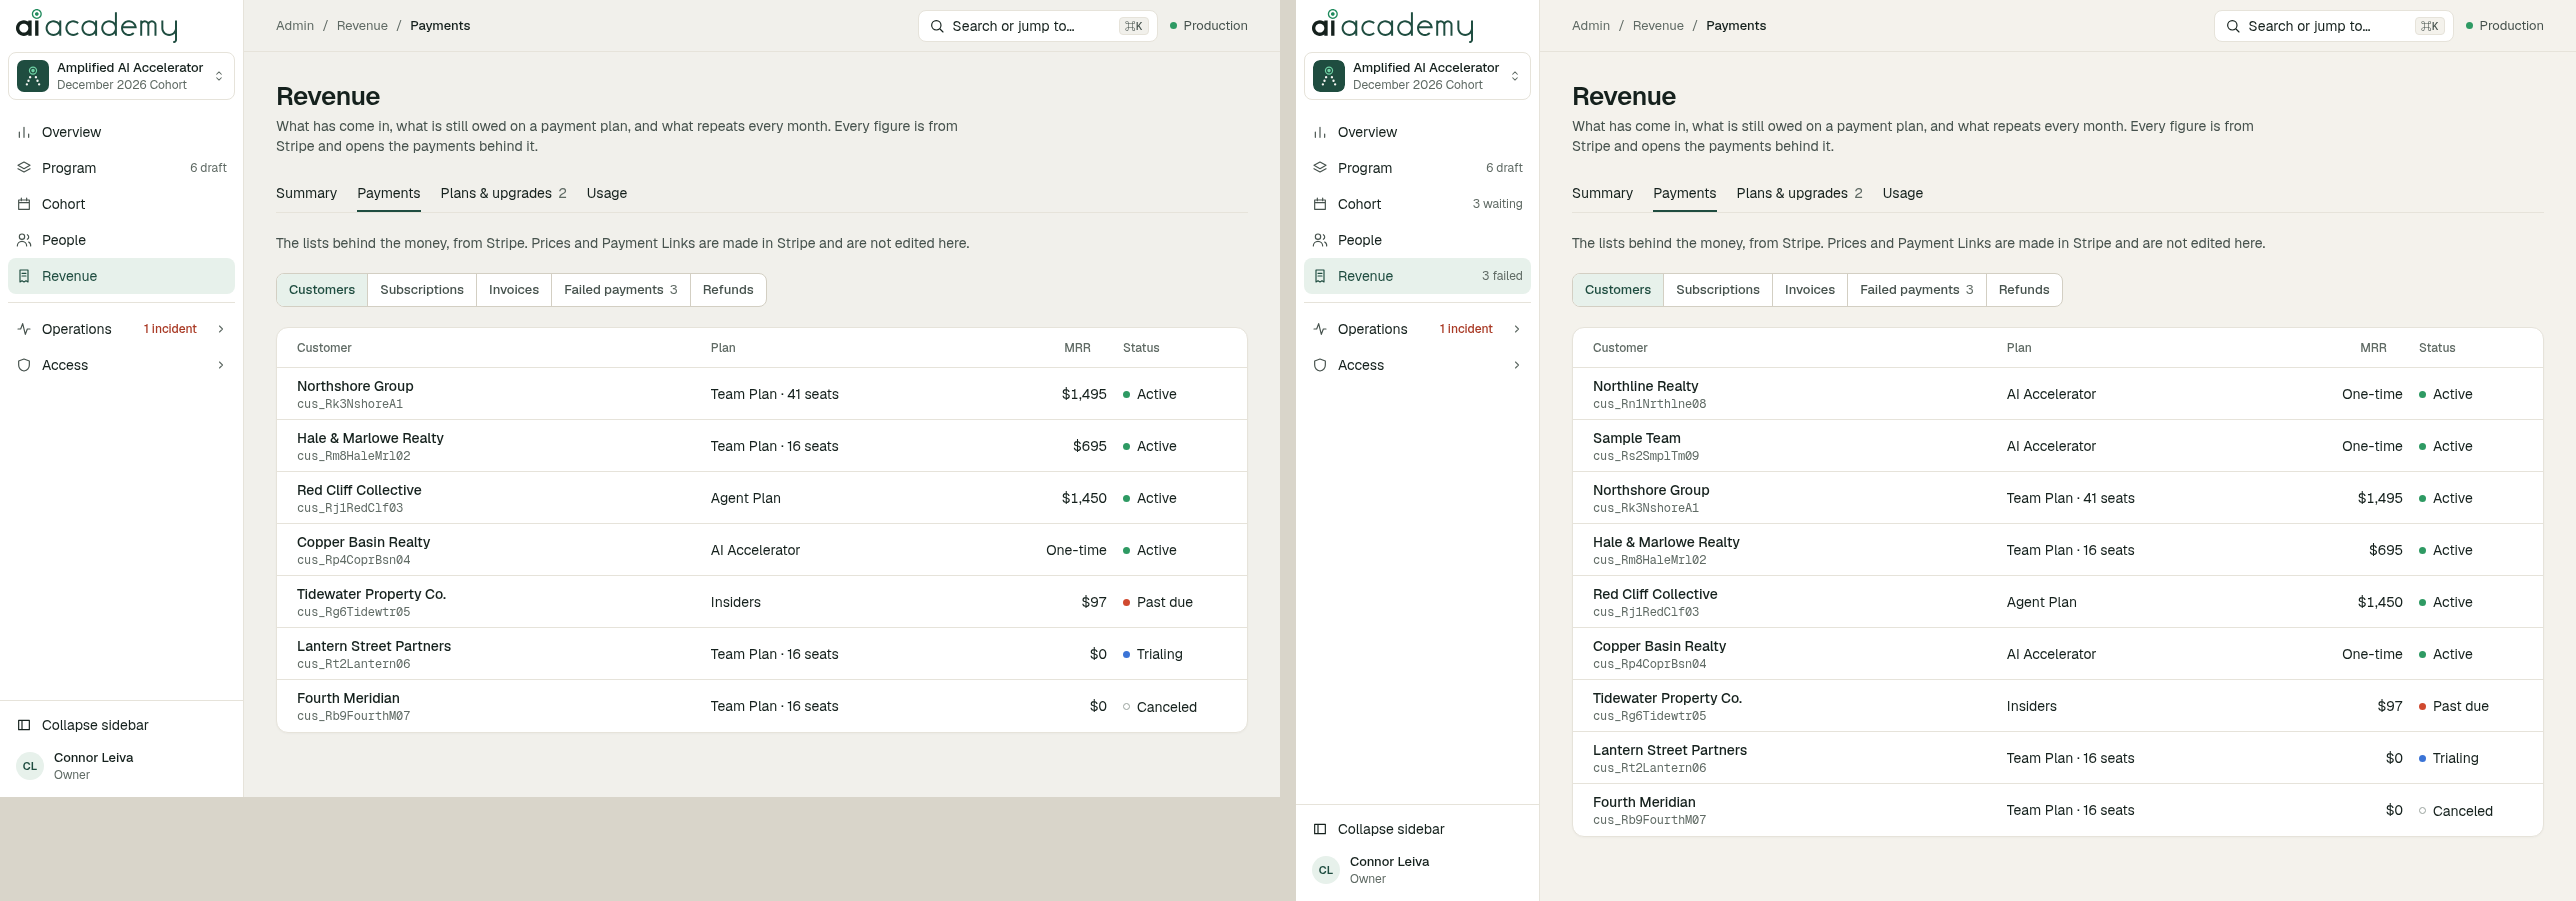 ai academy
Amplified AI Accelerator
December 2026 Cohort
Overview
Program 6 draft
Cohort
People
Revenue
Operations 1 incident
Access
Collapse sidebar
CL
Connor Leiva
Owner
Admin / Revenue / Payments
Search or jump to... ⌘K
Production
Revenue
What has come in, what is still owed on a payment plan, and what repeats every month. Every figure is from
Stripe and opens the payments behind it.
Summary Payments Plans & upgrades 2 Usage
The lists behind the money, from Stripe. Prices and Payment Links are made in Stripe and are not edited here.
Customers Subscriptions Invoices Failed payments 3 Refunds
Customer Plan MRR Status
Northshore Group
cus_Rk3NshoreA1
Team Plan · 41 seats $1,495 Active
Hale & Marlowe Realty
cus_Rm8HaleMrl02
Team Plan · 16 seats $695 Active
Red Cliff Collective
cus_Rj1RedClf03
Agent Plan $1,450 Active
Copper Basin Realty
cus_Rp4CoprBsn04
AI Accelerator One-time Active
Tidewater Property Co.
cus_Rg6Tidewtr05
Insiders $97 Past due
Lantern Street Partners
cus_Rt2Lantern06
Team Plan · 16 seats $0 Trialing
Fourth Meridian
cus_Rb9FourthM07
Team Plan · 16 seats $0 Canceled
ai academy
Amplified AI Accelerator
December 2026 Cohort
Overview
Program 6 draft
Cohort 3 waiting
People
Revenue 3 failed
Operations 1 incident
Access
Collapse sidebar
CL
Connor Leiva
Owner
Admin / Revenue / Payments
Search or jump to... ⌘K
Production
Revenue
What has come in, what is still owed on a payment plan, and what repeats every month. Every figure is from
Stripe and opens the payments behind it.
Summary Payments Plans & upgrades 2 Usage
The lists behind the money, from Stripe. Prices and Payment Links are made in Stripe and are not edited here.
Customers Subscriptions Invoices Failed payments 3 Refunds
Customer Plan MRR Status
Northline Realty
cus_Rn1Nrthlne08
AI Accelerator One-time Active
Sample Team
cus_Rs2SmplTm09
AI Accelerator One-time Active
Northshore Group
cus_Rk3NshoreA1
Team Plan · 41 seats $1,495 Active
Hale & Marlowe Realty
cus_Rm8HaleMrl02
Team Plan · 16 seats $695 Active
Red Cliff Collective
cus_Rj1RedClf03
Agent Plan $1,450 Active
Copper Basin Realty
cus_Rp4CoprBsn04
AI Accelerator One-time Active
Tidewater Property Co.
cus_Rg6Tidewtr05
Insiders $97 Past due
Lantern Street Partners
cus_Rt2Lantern06
Team Plan · 16 seats $0 Trialing
Fourth Meridian
cus_Rb9FourthM07
Team Plan · 16 seats $0 Canceled